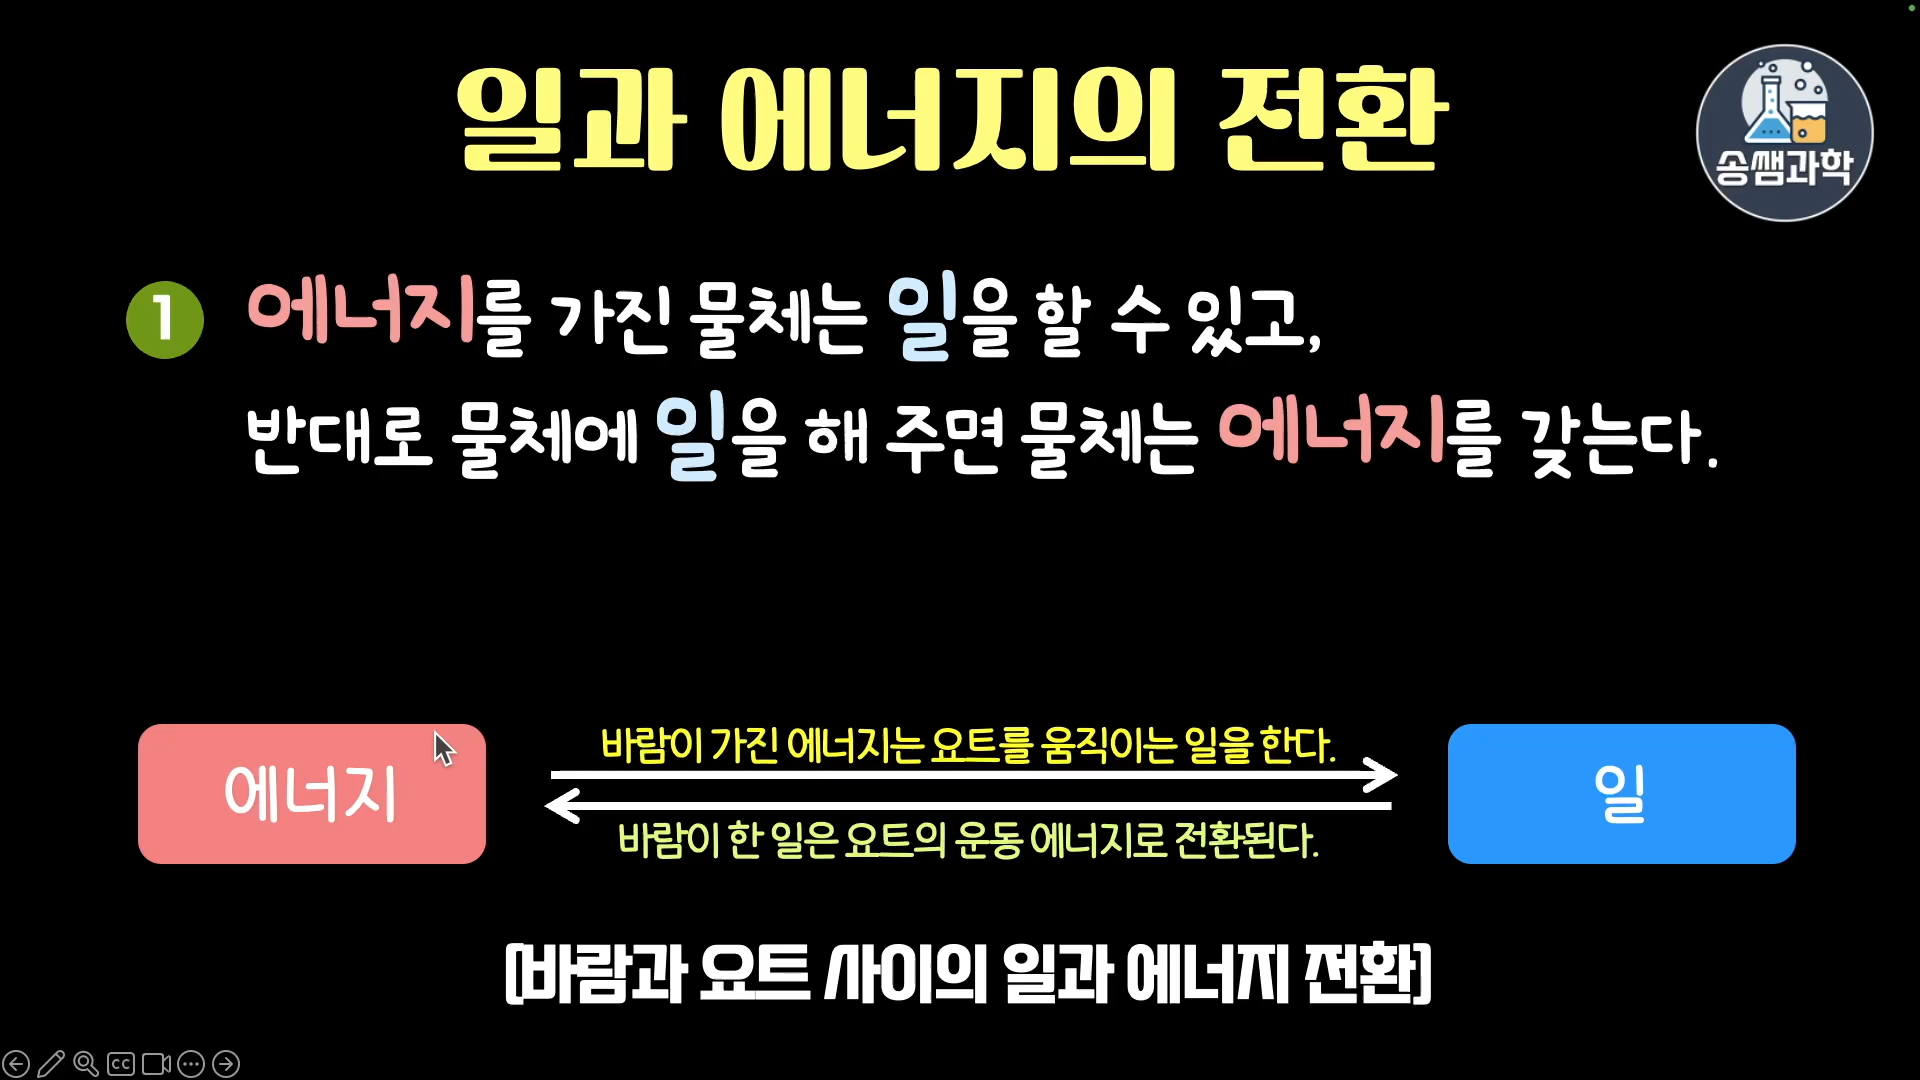 일과 에너지의 전환
송쌤과학
1 에너지를 가진 물체는 일을 할 수 있고,
반대로 물체에 일을 해 주면 물체는 에너지를 갖는다.
바람이 가진 에너지는 요트를 움직이는 일을 한다.
에너지
일
바람이 한 일은 요트의 운동 에너지로 전환된다.
[바람과 요트 사이의 일과 에너지 전환]
CC